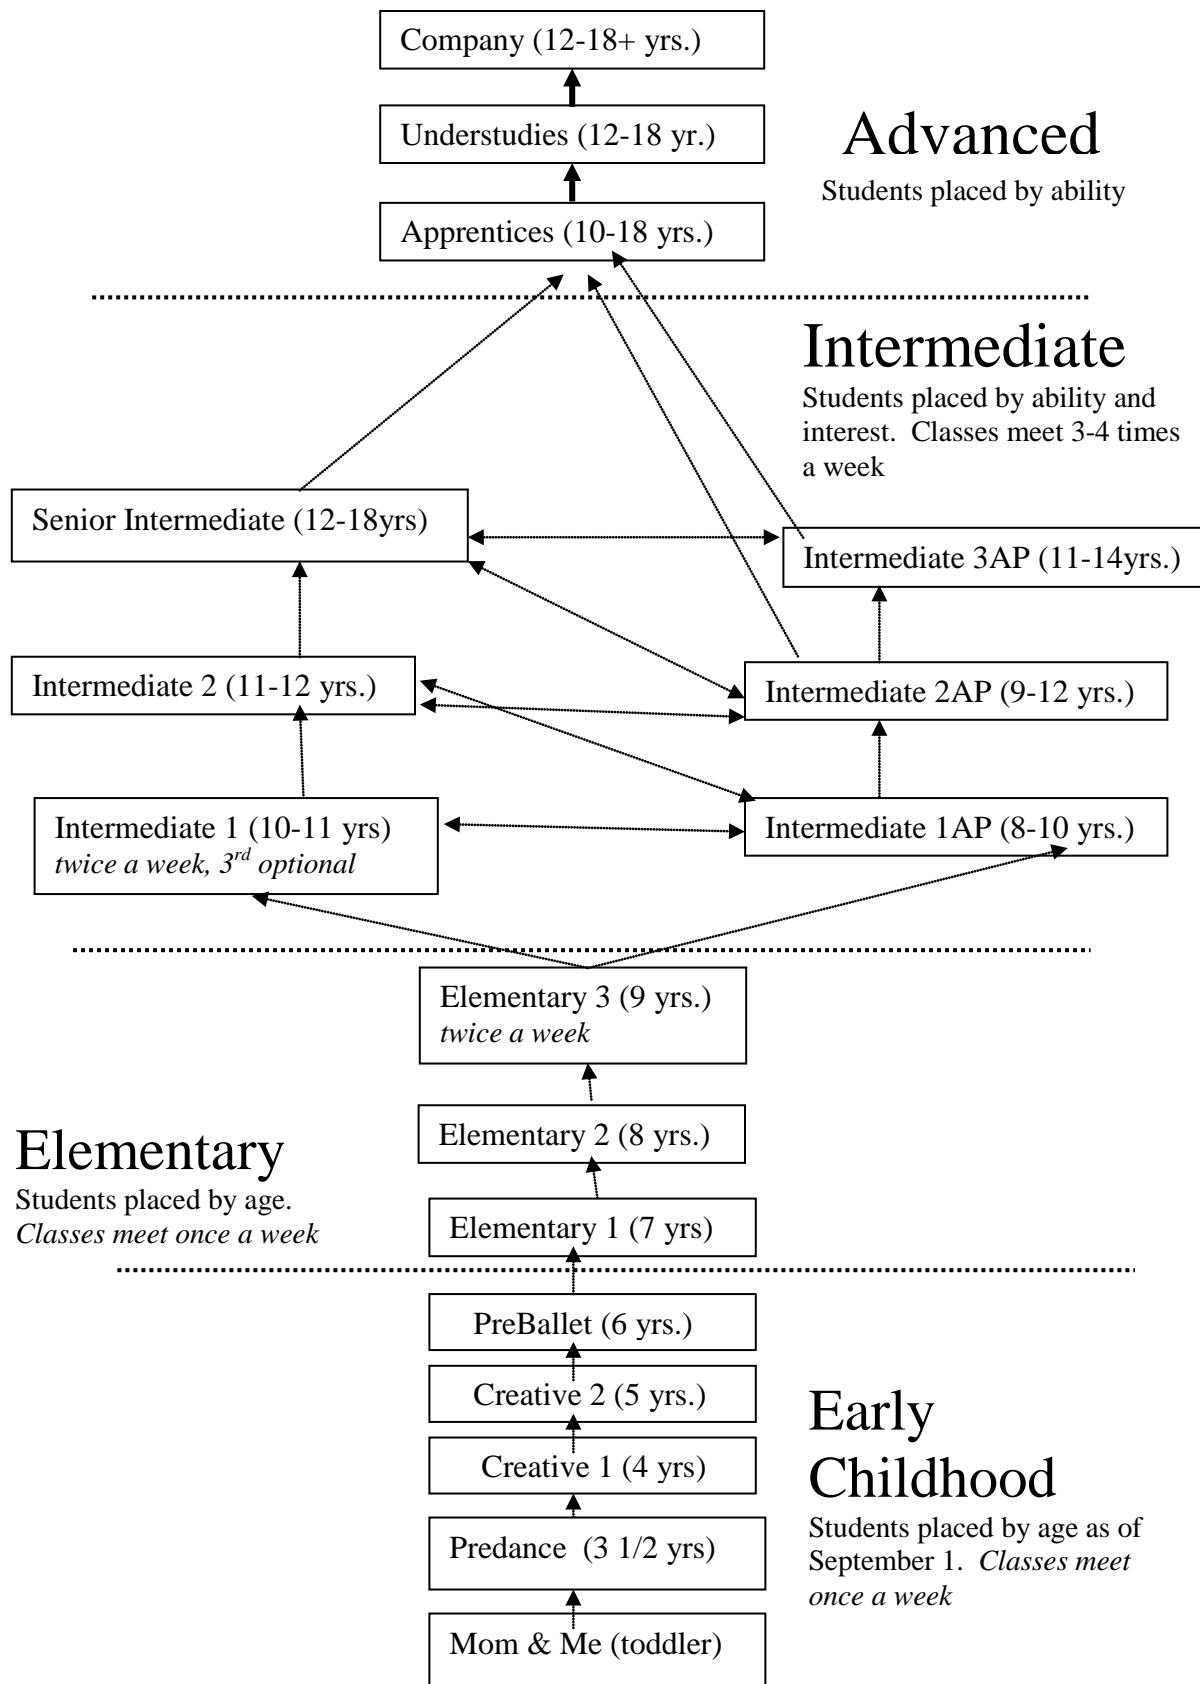 Company (12-18+ yrs.)
Understudies (12-18 yr.)
Advanced
Students placed by ability
Apprentices (10-18 yrs.)
Intermediate
Students placed by ability and
interest.  Classes meet 3-4 times
a week
Senior Intermediate (12-18yrs)
Intermediate 3AP (11-14yrs.)
Intermediate 2 (11-12 yrs.)
Intermediate 2AP (9-12 yrs.)
Intermediate 1 (10-11 yrs)
twice a week, 3rd optional
Intermediate 1AP (8-10 yrs.)
Elementary 3 (9 yrs.)
twice a week
Elementary 2 (8 yrs.)
Elementary
Students placed by age.
Classes meet once a week
Elementary 1 (7 yrs)
PreBallet (6 yrs.)
Creative 2 (5 yrs.)
Creative 1 (4 yrs)
Early
Childhood
Students placed by age as of
September 1.  Classes meet
once a week
Predance  (3 1/2 yrs)
Mom & Me (toddler)